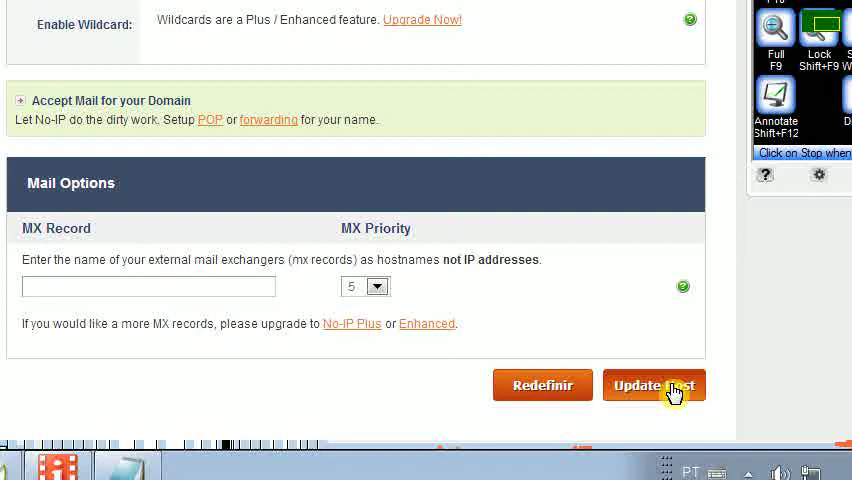 Enable Wildcard:
Wildcards are a Plus / Enhanced feature. Upgrade Now!
Accept Mail for your Domain
Let No-IP do the dirty work. Setup POP or forwarding for your name.
Mail Options
MX Record
MX Priority
Enter the name of your external mail exchangers (mx records) as hostnames not IP addresses.
5
If you would like a more MX records, please upgrade to No-IP Plus or Enhanced.
Redefinir
Update
Full
F9
Lock
Shift+F9
Annotate
Shift+F12
Click on Stop when
PT